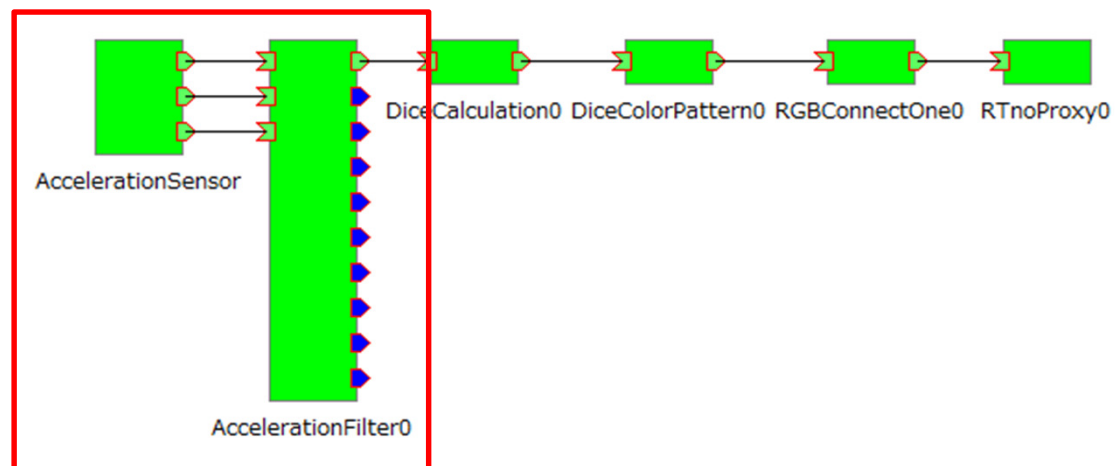 DiceCalculation0 DiceColorPattern0 RGBConnectOne0 RTnoProxy0
AccelerationSensor
AccelerationFilter0